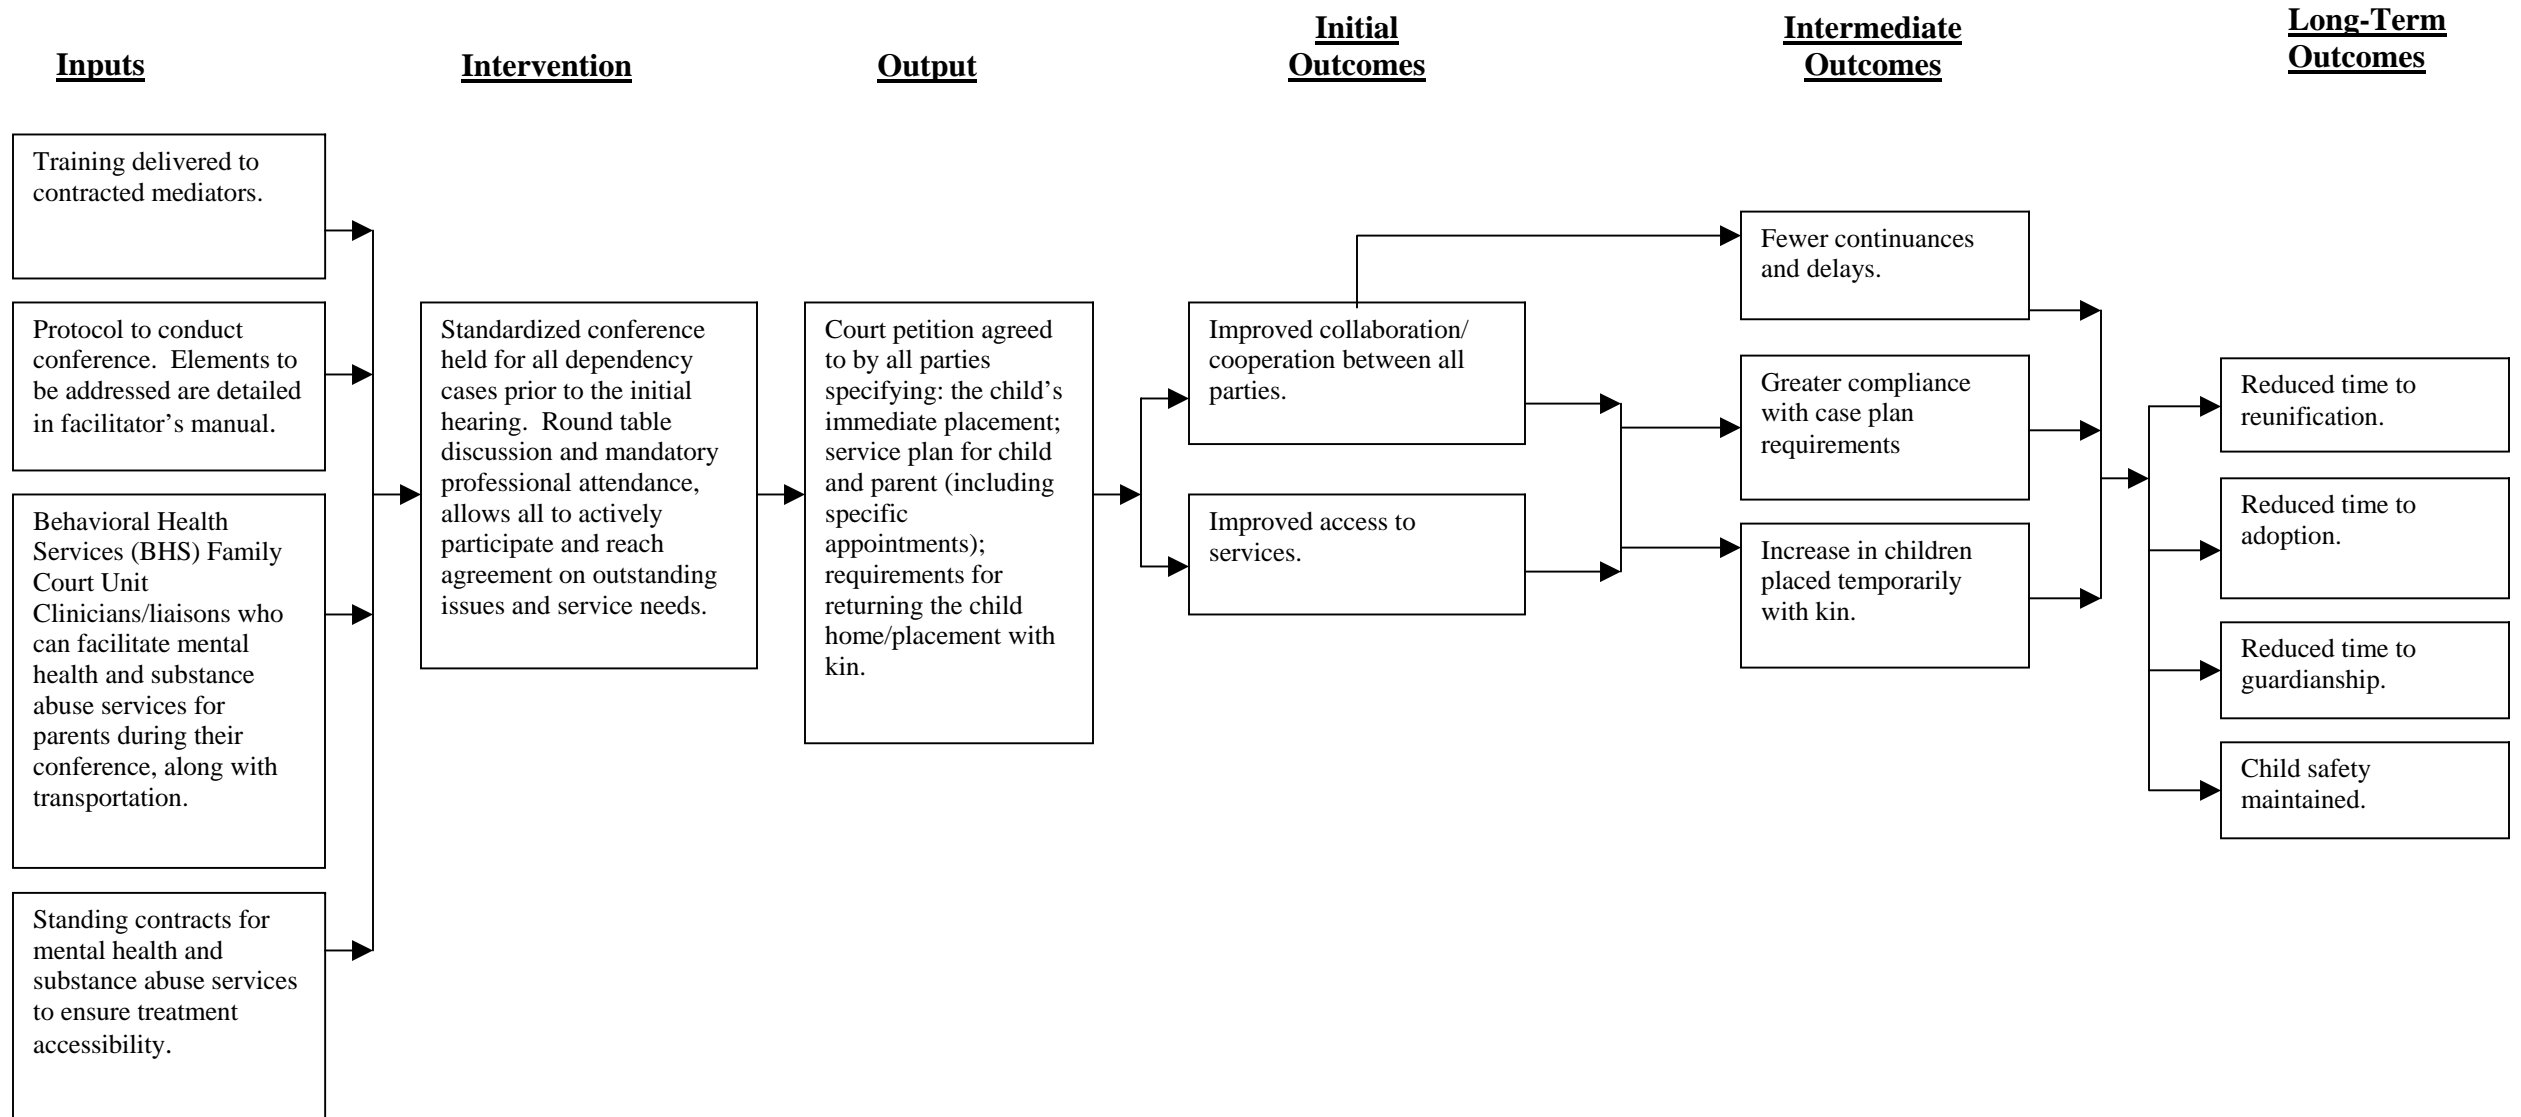 Inputs
Intervention
Output
Initial
Outcomes
Intermediate
Outcomes
Long-Term
Outcomes
Training delivered to
contracted mediators.
Protocol to conduct
conference.  Elements to
be addressed are detailed
in facilitator’s manual.
Behavioral Health
Services (BHS) Family
Court Unit
Clinicians/liaisons who
can facilitate mental
health and substance
abuse services for
parents during their
conference, along with
transportation.
Standing contracts for
mental health and
substance abuse services
to ensure treatment
accessibility.
Standardized conference
held for all dependency
cases prior to the initial
hearing.  Round table
discussion and mandatory
professional attendance,
allows all to actively
participate and reach
agreement on outstanding
issues and service needs.
Court petition agreed
to by all parties
specifying: the child’s
immediate placement;
service plan for child
and parent (including
specific
appointments);
requirements for
returning the child
home/placement with
kin.
Improved collaboration/
cooperation between all
parties.
Improved access to
services.
Fewer continuances
and delays.
Greater compliance
with case plan
requirements
Increase in children
placed temporarily
with kin.
Reduced time to
reunification.
Reduced time to
adoption.
Reduced time to
guardianship.
Child safety
maintained.